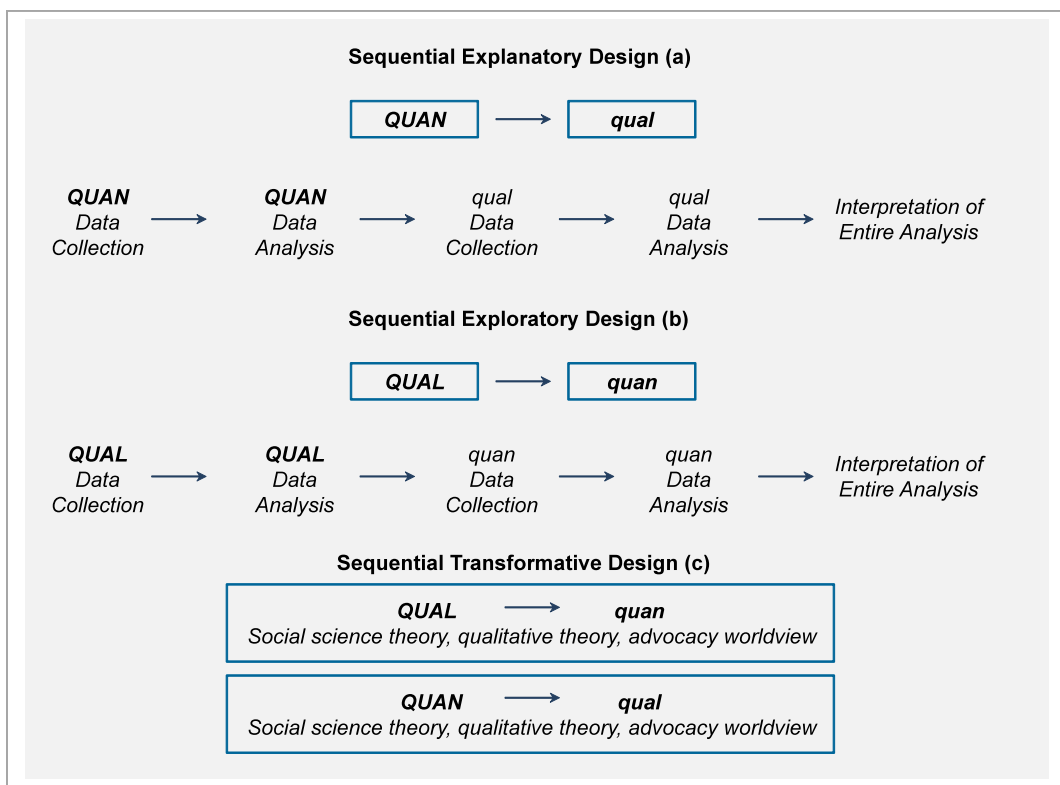 Sequential Explanatory Design (a)
QUAN qual
QUAN QUAN qual qual
Data Data Data Data Interpretation of
Collection Analysis Collection Analysis Entire Analysis
Sequential Exploratory Design (b)
QUAL quan
QUAL QUAL quan quan
Data Data Data Data Interpretation of
Collection Analysis Collection Analysis Entire Analysis
Sequential Transformative Design (c)
QUAL quan
Social science theory, qualitative theory, advocacy worldview
QUAN qual
Social science theory, qualitative theory, advocacy worldview